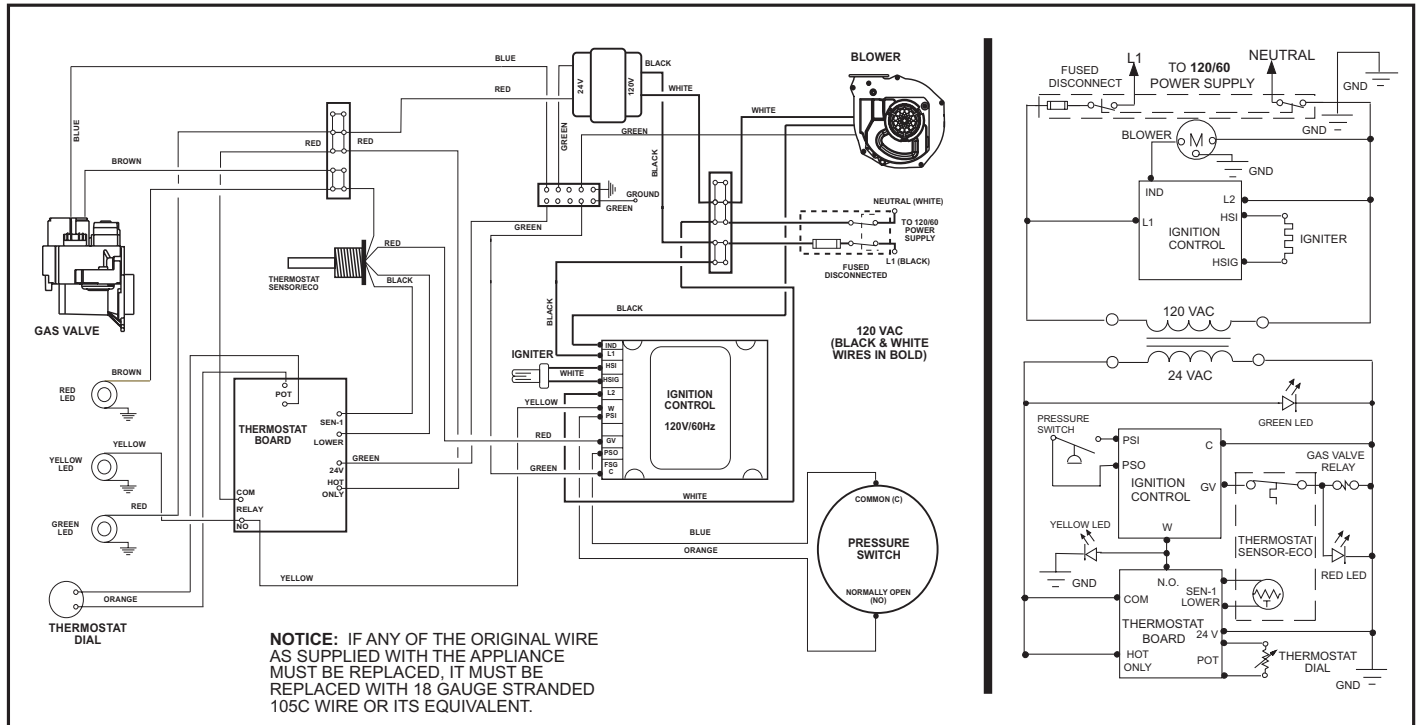 BLUE
RED
BLUE
RED
RED
BROWN
24V
120V
BLACK
WHITE
GREEN
GREEN
BLACK
GROUND
GREEN
GREEN
BLOWER
WHITE
NEUTRAL (WHITE)
TO 120/60
POWER
SUPPLY
L1 (BLACK)
FUSED
DISCONNECTED
GAS VALVE
THERMOSTAT
SENSOR/ECO
RED
BLACK
BLACK
BLACK
120 VAC
(BLACK & WHITE
WIRES IN BOLD)
BROWN
RED
LED
YELLOW
YELLOW
LED
RED
GREEN
LED
ORANGE
THERMOSTAT
DIAL
POT
THERMOSTAT
BOARD
SEN-1
LOWER
24V
HOT
ONLY
COM
RELAY
NO
GREEN
YELLOW
IGNITER
WHITE
YELLOW
RED
GREEN
IND
L1
HSI
HSIG
L2
W
PSI
GV
PSO
FSG
C
IGNITION
CONTROL
120V/60Hz
WHITE
BLUE
ORANGE
COMMON (C)
PRESSURE
SWITCH
NORMALLY OPEN
(NO)
NOTICE: IF ANY OF THE ORIGINAL WIRE
AS SUPPLIED WITH THE APPLIANCE
MUST BE REPLACED, IT MUST BE
REPLACED WITH 18 GAUGE STRANDED
105C WIRE OR ITS EQUIVALENT.
L1
NEUTRAL
FUSED
DISCONNECT
TO 120/60
POWER SUPPLY
GND
GND
BLOWER
M
GND
IND
L2
L1
HSI
IGNITION
CONTROL
IGNITER
HSIG
120 VAC
24 VAC
GREEN LED
PRESSURE
SWITCH
PSI
C
PSO
IGNITION
CONTROL
GV
W
GAS VALVE
RELAY
YELLOW LED
GND
THERMOSTAT
SENSOR-ECO
RED LED
N.O.
SEN-1
COM
LOWER
T
THERMOSTAT
BOARD
24 V
HOT
ONLY
POT
THERMOSTAT
DIAL
GND